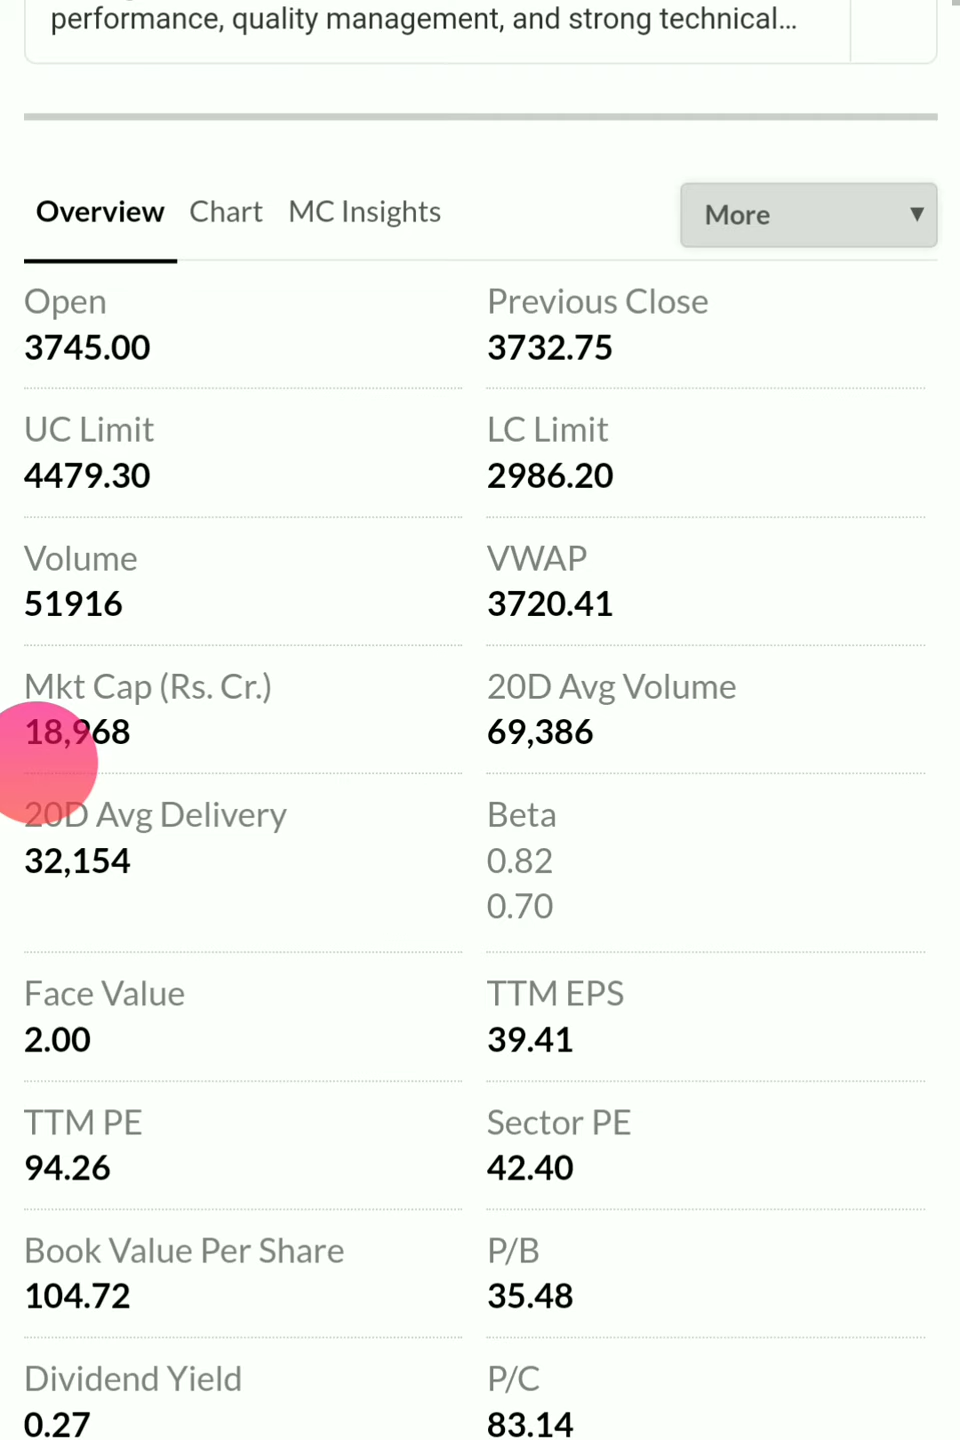 performance, quality management, and strong technical...
Overview Chart MC Insights More ▼
Open Previous Close
3745.00 3732.75
UC Limit LC Limit
4479.30 2986.20
Volume VWAP
51916 3720.41
Mkt Cap (Rs. Cr.) 20D Avg Volume
18,968 69,386
20D Avg Delivery Beta
32,154 0.82
0.70
Face Value TTM EPS
2.00 39.41
TTM PE Sector PE
94.26 42.40
Book Value Per Share P/B
104.72 35.48
Dividend Yield P/C
0.27 83.14